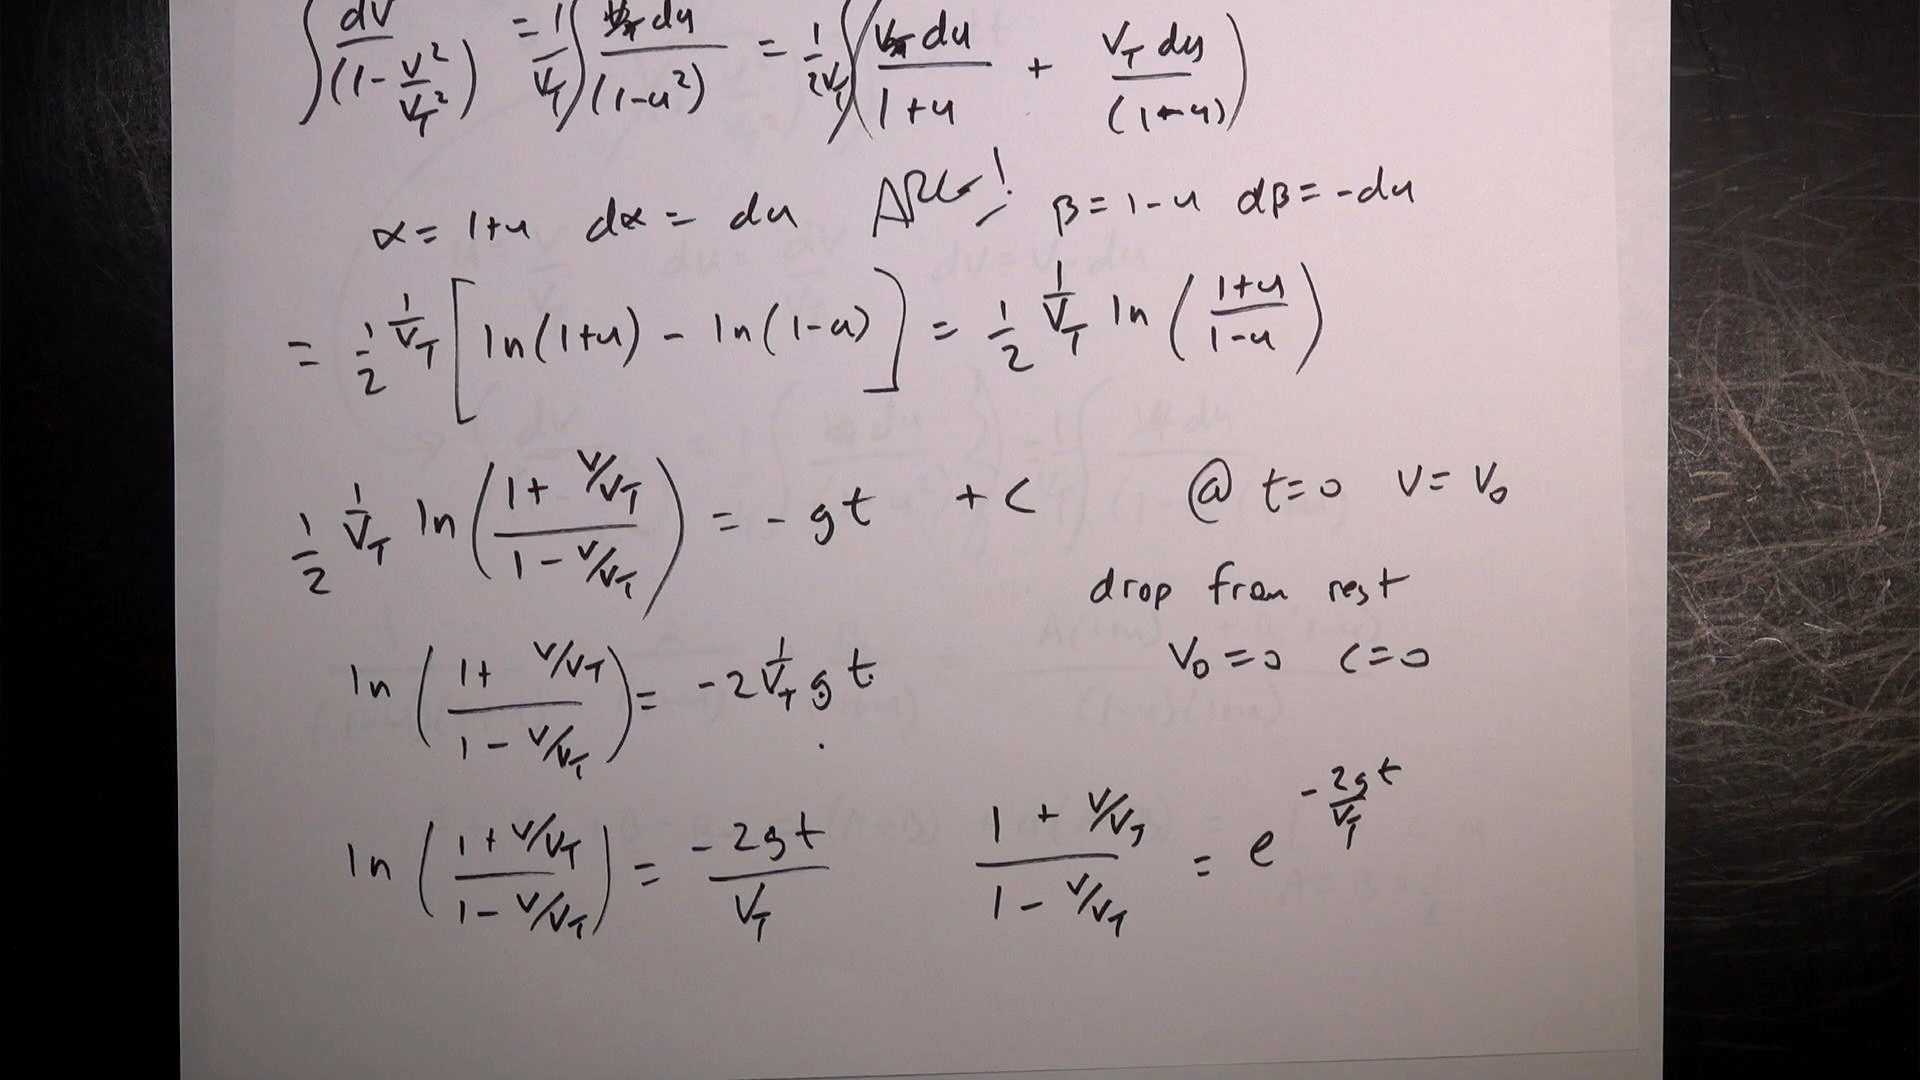 ∫ dv/(1 - v²/V_T²) = 1/V_T ∫ du/(1-u²) = 1/2V_T ∫ ( du/1+u + V_T du/(1-u) )
α = 1+u dα = du ARG! β = 1-u dβ = -du
= 1/2 1/V_T [ ln(1+u) - ln(1-u) ] = 1/2 1/V_T ln ( 1+u/1-u )
1/2 1/V_T ln ( 1 + v/V_T / 1 - v/V_T ) = - gt + C @ t=0 v = v₀
drop from rest
v₀ = 0 C = 0
ln ( 1 + v/V_T / 1 - v/V_T ) = -2 1/V_T g t
ln ( 1 + v/V_T / 1 - v/V_T ) = -2gt/V_T 1 + v/V_T / 1 - v/V_T = e^(-2gt/V_T)